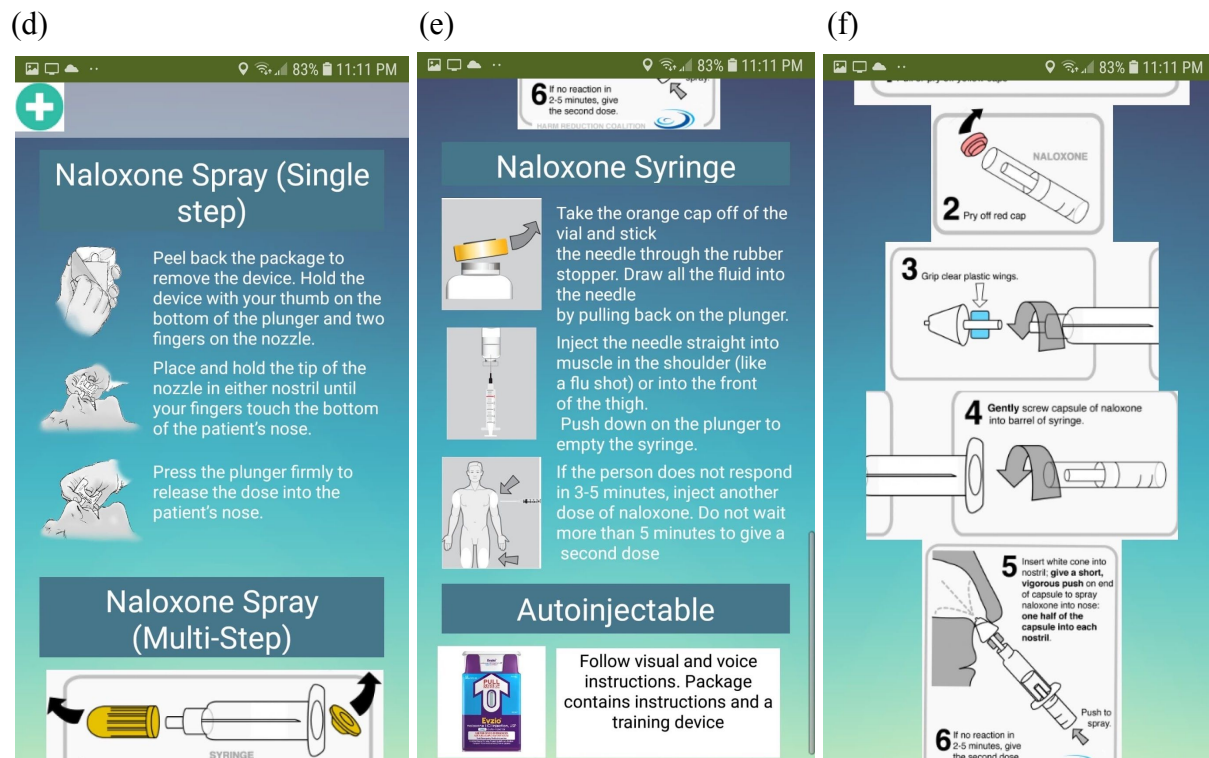 (d)
83% 11:11 PM
Naloxone Spray (Single
step)
Peel back the package to
remove the device. Hold the
device with your thumb on the
bottom of the plunger and two
fingers on the nozzle.
Place and hold the tip of the
nozzle in either nostril until
your fingers touch the bottom
of the patient's nose.
Press the plunger firmly to
release the dose into the
patient's nose.
Naloxone Spray
(Multi-Step)
SYRINGE
(e)
83% 11:11 PM
spray.
6 If no reaction in
2-5 minutes, give
the second dose.
HARM REDUCTION COALITION
Naloxone Syringe
Take the orange cap off of the
vial and stick
the needle through the rubber
stopper. Draw all the fluid into
the needle
by pulling back on the plunger.
Inject the needle straight into
muscle in the shoulder (like
a flu shot) or into the front
of the thigh.
Push down on the plunger to
empty the syringe.
If the person does not respond
in 3-5 minutes, inject another
dose of naloxone. Do not wait
more than 5 minutes to give a
second dose
Autoinjectable
PULL
Evzio
Follow visual and voice
instructions. Package
contains instructions and a
training device
(f)
83% 11:11 PM
NALOXONE
2 Pry off red cap
3 Grip clear plastic wings.
4 Gently screw capsule of naloxone
into barrel of syringe.
5 Insert white cone into
nostril; give a short,
vigorous push on end
of capsule to spray
naloxone into nose:
one half of the
capsule into each
nostril.
Push to
spray.
6 If no reaction in
2-5 minutes, give
the second dose